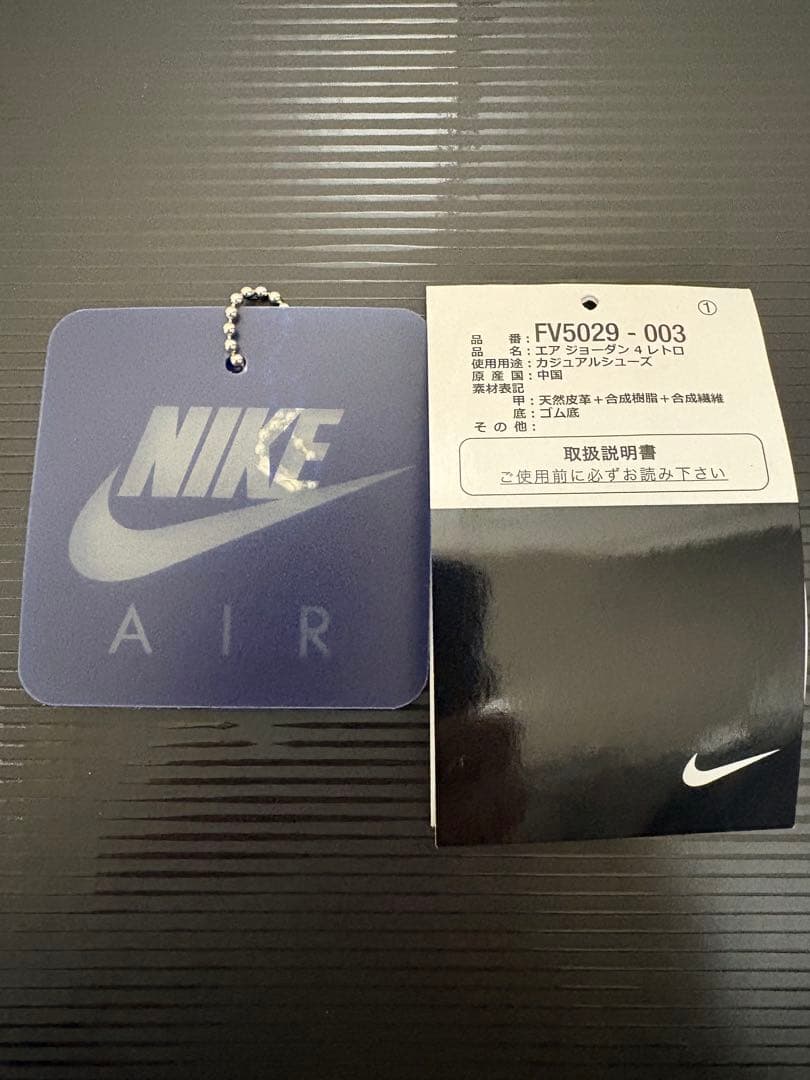 NIKE
AIR
①
品 番：FV5029 - 003
品 名：エア ジョーダン 4 レトロ
使用用途：カジュアルシューズ
原 産 国：中国
素材表記
甲：天然皮革＋合成樹脂＋合成繊維
底：ゴム底
そ の 他：
取扱説明書
ご使用前に必ずお読み下さい